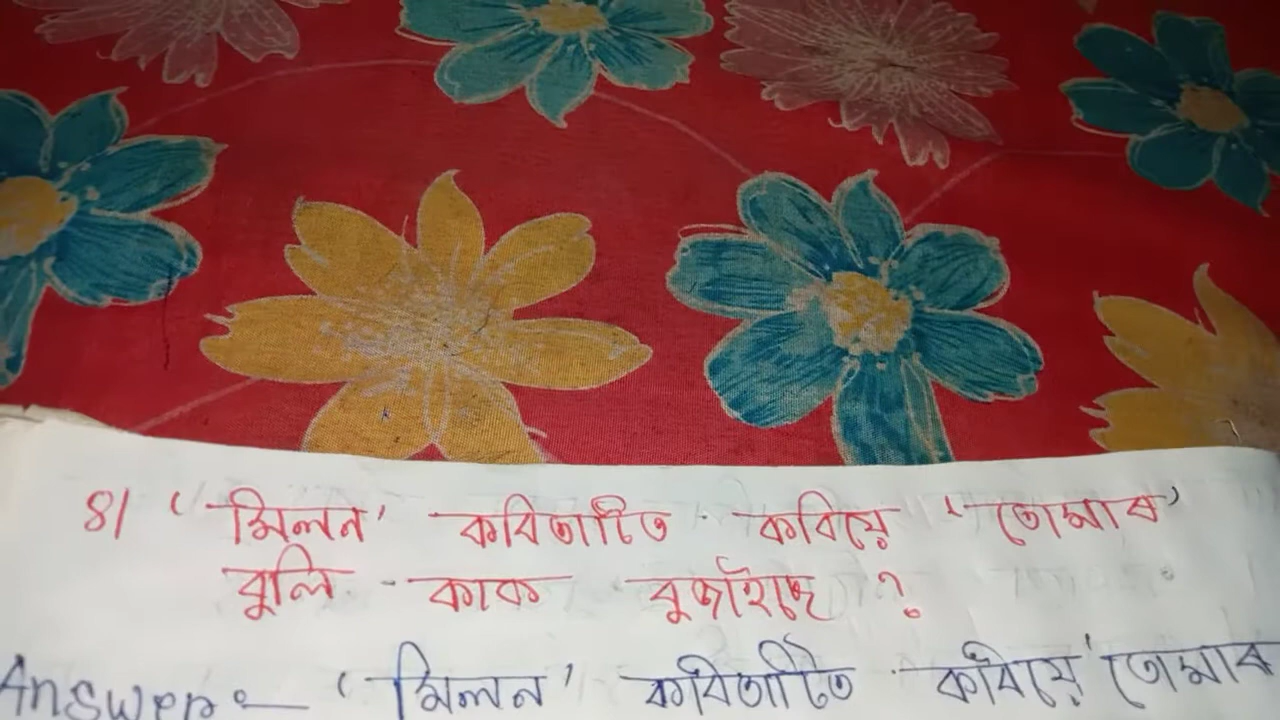 ৪। ‘মিলন’ কবিতাটিত কবিয়ে ‘তোমাৰ’
বুলি কাক বুজাইছে ?
Answer:- ‘মিলন’ কবিতাটিত কবিয়ে ‘তোমাৰ